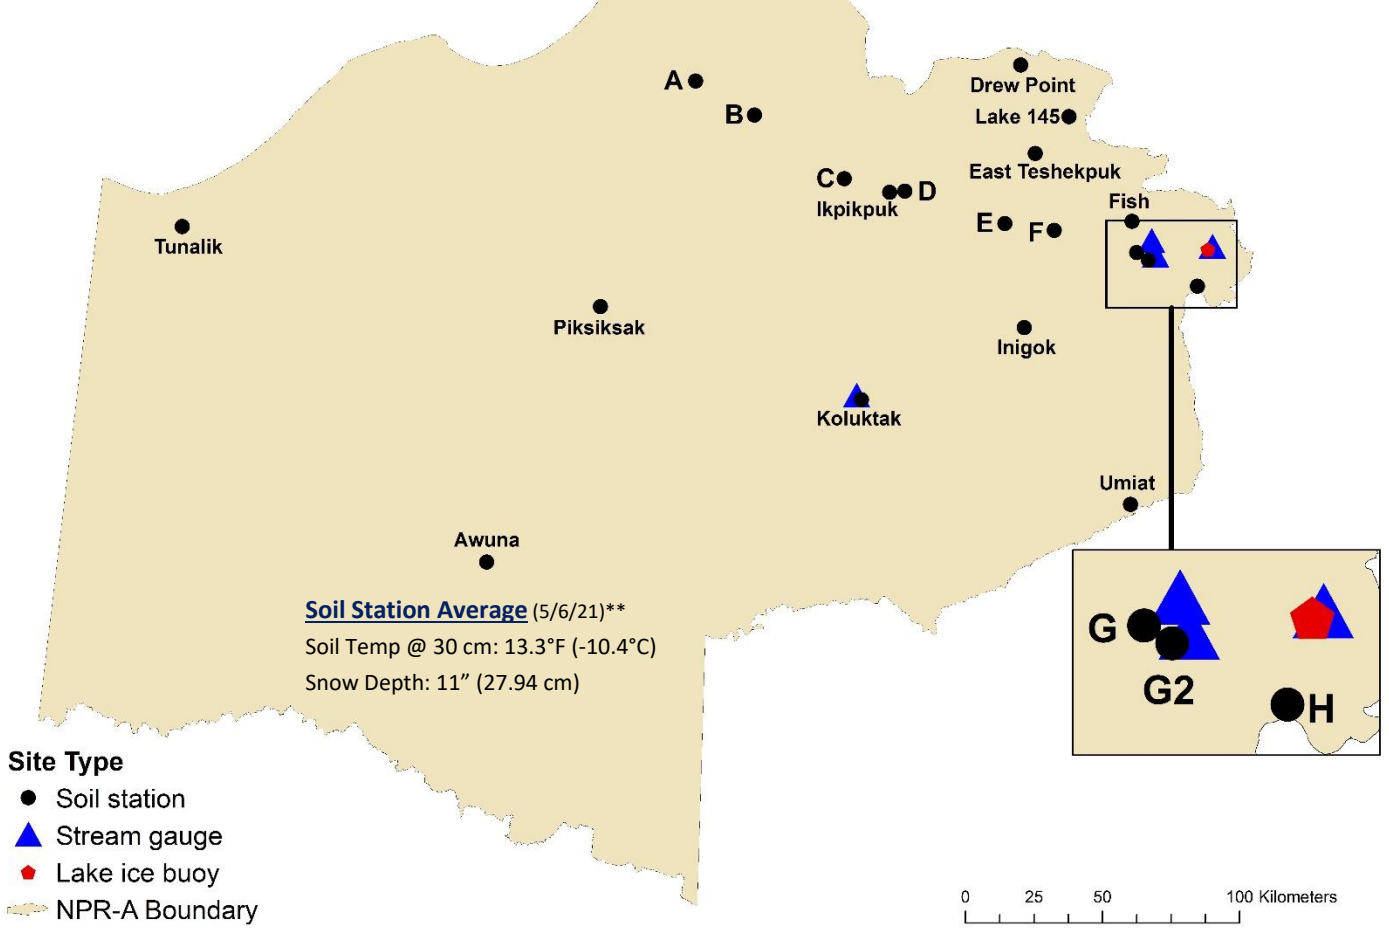 A
B
Drew Point
Lake 145
East Teshekpuk
C
D
Ikpikpuk
Fish
E
F
Tunalik
Piksiksak
Inigok
Koluktak
Umiat
Awuna
Soil Station Average (5/6/21)**
Soil Temp @ 30 cm: 13.3°F (-10.4°C)
Snow Depth: 11” (27.94 cm)
G
G2
H
Site Type
Soil station
Stream gauge
Lake ice buoy
NPR-A Boundary
0 25 50 100 Kilometers